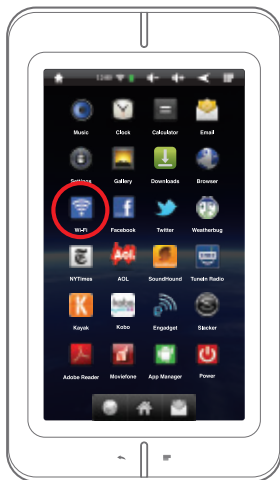 12:00
Music Clock Calculator Email
Settings Gallery Downloads Browser
Wi-Fi Facebook Twitter Weatherbug
NYTimes AOL SoundHound TuneIn Radio
Kayak Kobo Engadget Slacker
Adobe Reader Moviefone App Manager Power